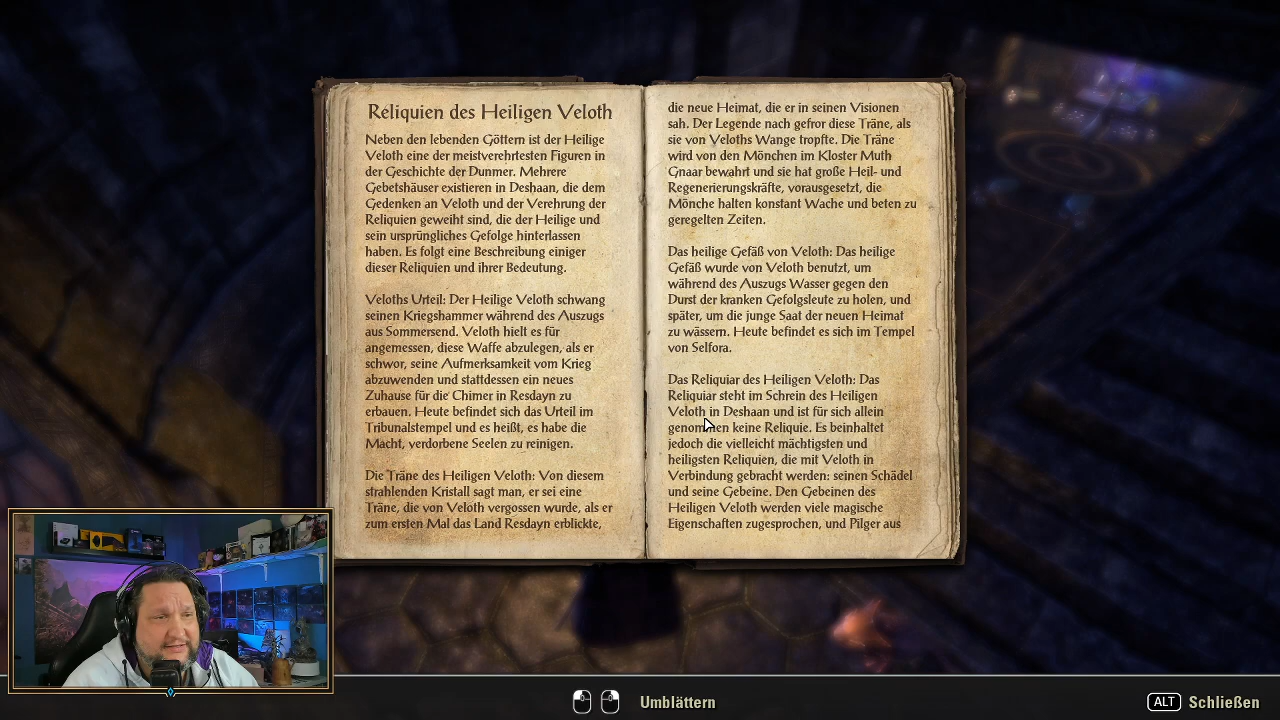 Reliquien des Heiligen Veloth
Neben den lebenden Göttern ist der Heilige
Veloth eine der meistverehrtesten Figuren in
der Geschichte der Dunmer. Mehrere
Gebetshäuser existieren in Deshaan, die dem
Gedenken an Veloth und der Verehrung der
Reliquien geweiht sind, die der Heilige und
sein ursprüngliches Gefolge hinterlassen
haben. Es folgt eine Beschreibung einiger
dieser Reliquien und ihrer Bedeutung.
Veloths Urteil: Der Heilige Veloth schwang
seinen Kriegshammer während des Auszugs
aus Sommersend. Veloth hielt es für
angemessen, diese Waffe abzulegen, als er
schwor, seine Aufmerksamkeit vom Krieg
abzuwenden und stattdessen ein neues
Zuhause für die Chimer in Resdayn zu
erbauen. Heute befindet sich das Urteil im
Tribunalstempel und es heißt, es habe die
Macht, verdorbene Seelen zu reinigen.
Die Träne des Heiligen Veloth: Von diesem
strahlenden Kristall sagt man, er sei eine
Träne, die von Veloth vergossen wurde, als er
zum ersten Mal das Land Resdayn erblickte,
die neue Heimat, die er in seinen Visionen
sah. Der Legende nach gefror diese Träne, als
sie von Veloths Wange tropfte. Die Träne
wird von den Mönchen im Kloster Muth
Gnaar bewahrt und sie hat große Heil- und
Regenerierungskräfte, vorausgesetzt, die
Mönche halten konstant Wache und beten zu
geregelten Zeiten.
Das heilige Gefäß von Veloth: Das heilige
Gefäß wurde von Veloth benutzt, um
während des Auszugs Wasser gegen den
Durst der kranken Gefolgsleute zu holen, und
später, um die junge Saat der neuen Heimat
zu wässern. Heute befindet es sich im Tempel
von Selfora.
Das Reliquiar des Heiligen Veloth: Das
Reliquiar steht im Schrein des Heiligen
Veloth in Deshaan und ist für sich allein
genommen keine Reliquie. Es beinhaltet
jedoch die vielleicht mächtigsten und
heiligsten Reliquien, die mit Veloth in
Verbindung gebracht werden: seinen Schädel
und seine Gebeine. Den Gebeinen des
Heiligen Veloth werden viele magische
Eigenschaften zugesprochen, und Pilger aus
Umblättern
ALT Schließen